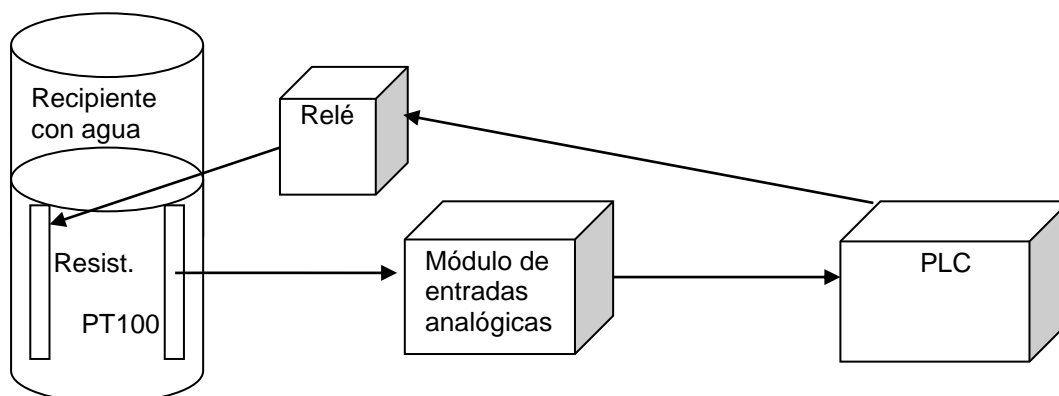 Recipiente
con agua
Relé
Resist.
PT100
Módulo de
entradas
analógicas
PLC